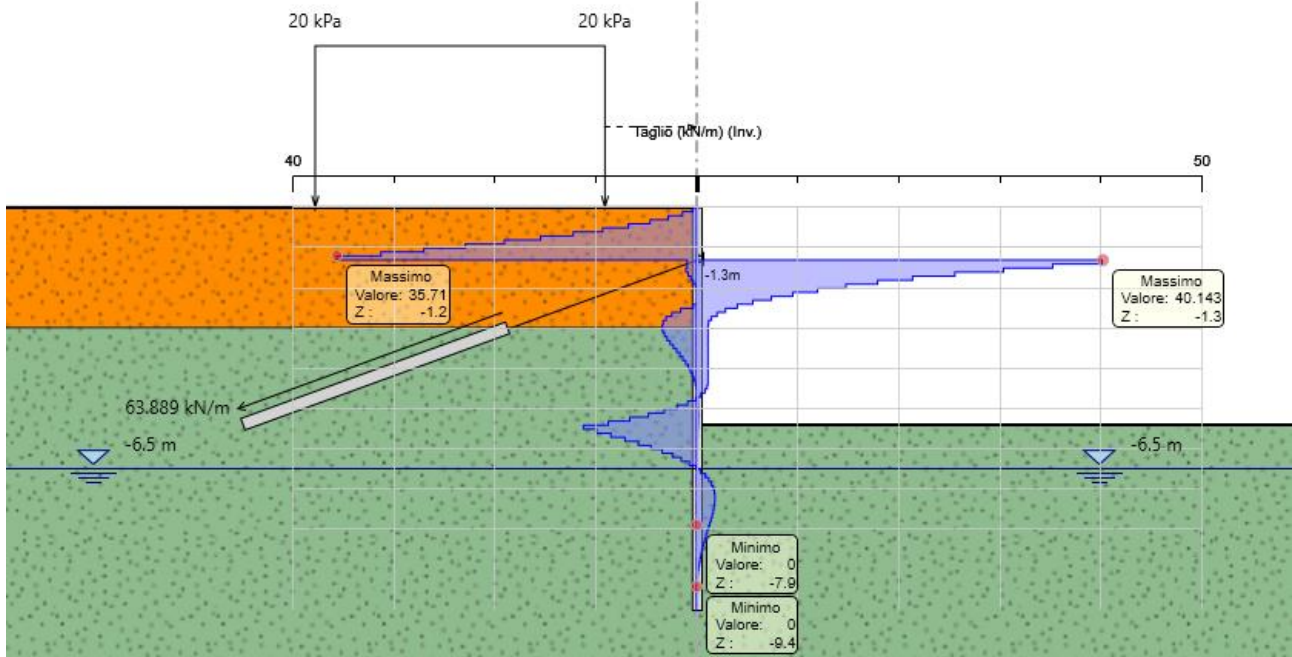 20 kPa
20 kPa
Taglio (kN/m) (Inv.)
40
50
-1.3m
Massimo
Valore: 35.71
Z : -1.2
Massimo
Valore: 40.143
Z : -1.3
63.889 kN/m
-6.5 m
-6.5 m
Minimo
Valore: 0
Z : -7.9
Minimo
Valore: 0
Z : -9.4